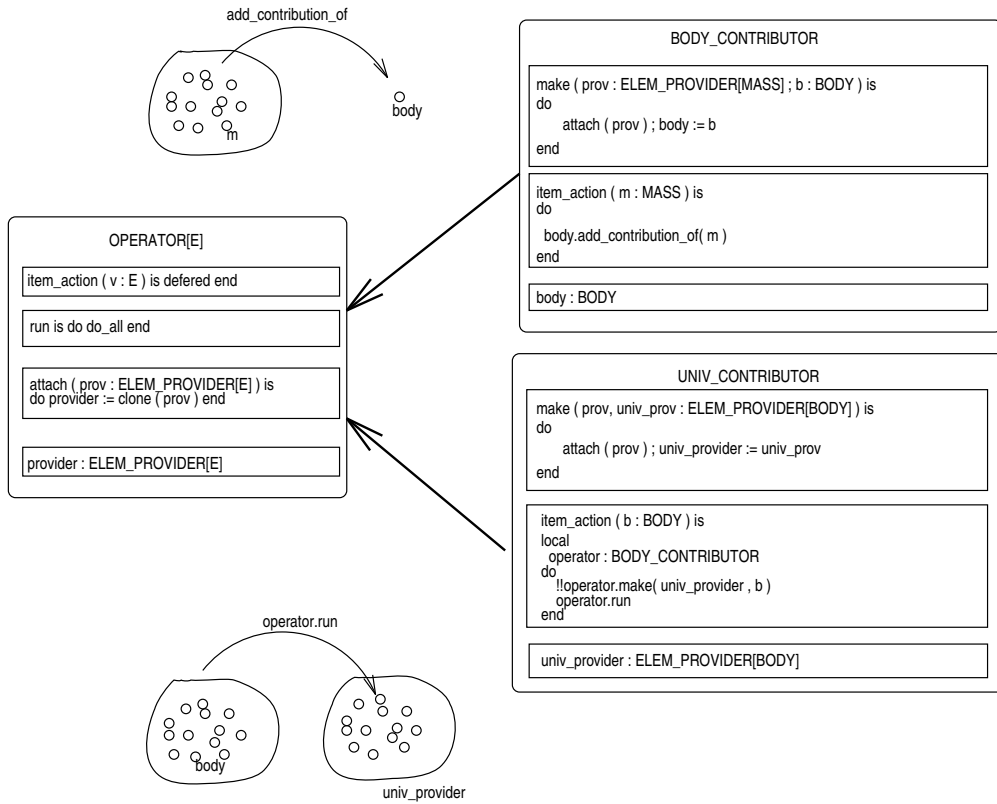 add_contribution_of
body
m
OPERATOR[E]
item_action ( v : E ) is defered end
run is do do_all end
attach ( prov : ELEM_PROVIDER[E] ) is
do provider := clone ( prov ) end
provider : ELEM_PROVIDER[E]
BODY_CONTRIBUTOR
make ( prov : ELEM_PROVIDER[MASS] ; b : BODY ) is
do
attach ( prov ) ; body := b
end
item_action ( m : MASS ) is
do
body.add_contribution_of( m )
end
body : BODY
UNIV_CONTRIBUTOR
make ( prov, univ_prov : ELEM_PROVIDER[BODY] ) is
do
attach ( prov ) ; univ_provider := univ_prov
end
item_action ( b : BODY ) is
local
operator : BODY_CONTRIBUTOR
do
!!operator.make( univ_provider , b )
operator.run
end
univ_provider : ELEM_PROVIDER[BODY]
operator.run
body
univ_provider